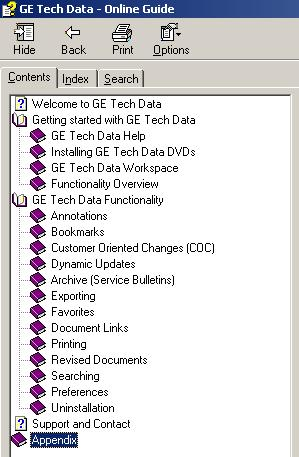 GE Tech Data - Online Guide
Hide Back Print Options
Contents Index Search
Welcome to GE Tech Data
Getting started with GE Tech Data
GE Tech Data Help
Installing GE Tech Data DVDs
GE Tech Data Workspace
Functionality Overview
GE Tech Data Functionality
Annotations
Bookmarks
Customer Oriented Changes (COC)
Dynamic Updates
Archive (Service Bulletins)
Exporting
Favorites
Document Links
Printing
Revised Documents
Searching
Preferences
Uninstallation
Support and Contact
Appendix